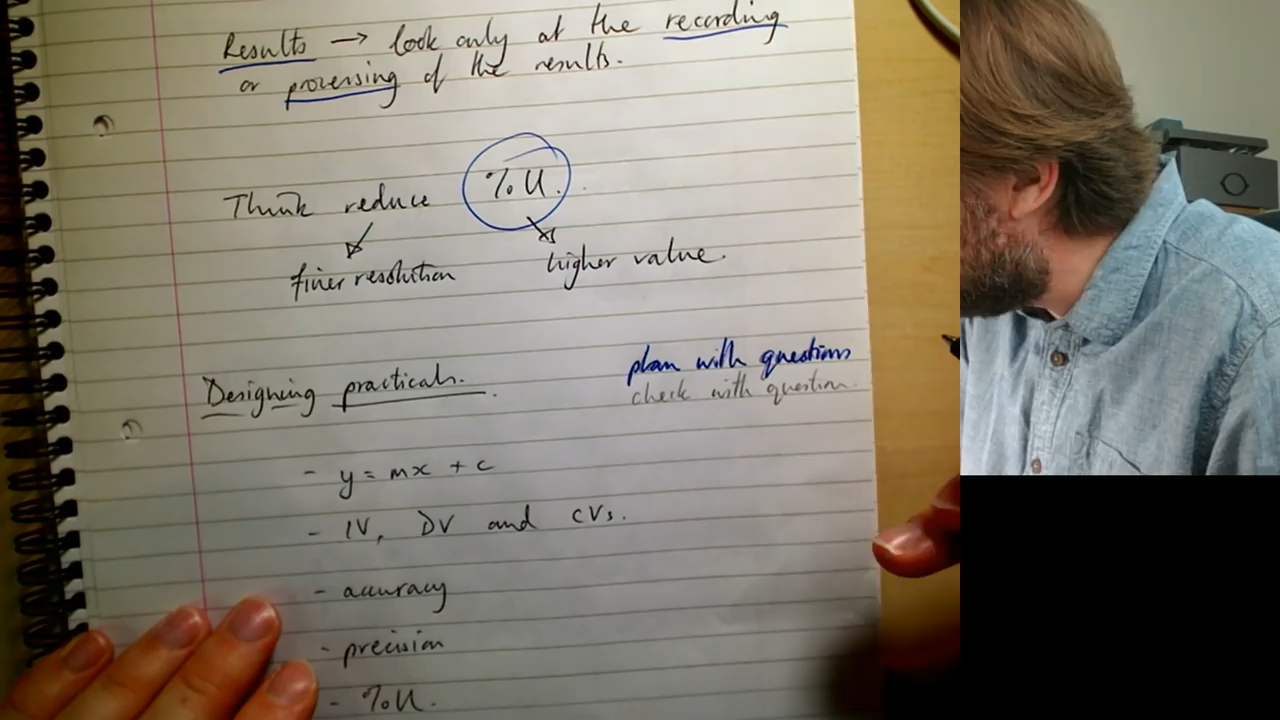 Results → look only at the recording
or processing of the results.
Think reduce %U.
finer resolution
higher value.
Designing practicals.
plan with questions
check with question.
- y = mx + c
- IV, DV and CVs.
- accuracy
- precision
- %U.